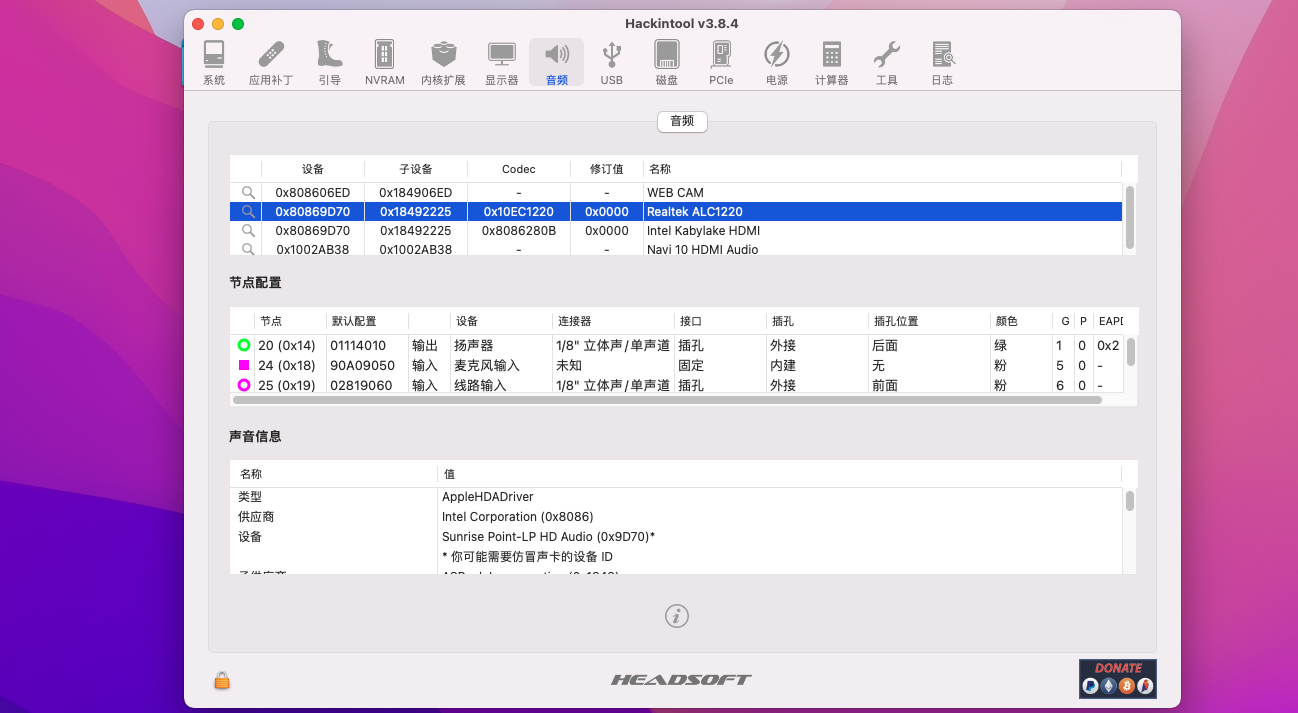 Hackintool v3.8.4
系统 应用补丁 引导 NVRAM 内核扩展 显示器 音频 USB 磁盘 PCIe 电源 计算器 工具 日志
音频
设备 子设备 Codec 修订值 名称
0x808606ED 0x184906ED - - WEB CAM
0x80869D70 0x18492225 0x10EC1220 0x0000 Realtek ALC1220
0x80869D70 0x18492225 0x8086280B 0x0000 Intel Kabylake HDMI
0x1002AB38 0x1002AB38 - - Navi 10 HDMI Audio
节点配置
节点 默认配置 设备 连接器 接口 插孔 插孔位置 颜色 G P EAPD
20 (0x14) 01114010 输出 扬声器 1/8" 立体声/单声道 插孔 外接 后面 绿 1 0 0x2
24 (0x18) 90A09050 输入 麦克风输入 未知 固定 内建 无 粉 5 0 -
25 (0x19) 02819060 输入 线路输入 1/8" 立体声/单声道 插孔 外接 前面 粉 6 0 -
声音信息
名称 值
类型 AppleHDADriver
供应商 Intel Corporation (0x8086)
设备 Sunrise Point-LP HD Audio (0x9D70)*
* 你可能需要仿冒声卡的设备 ID
HEADSOFT
DONATE